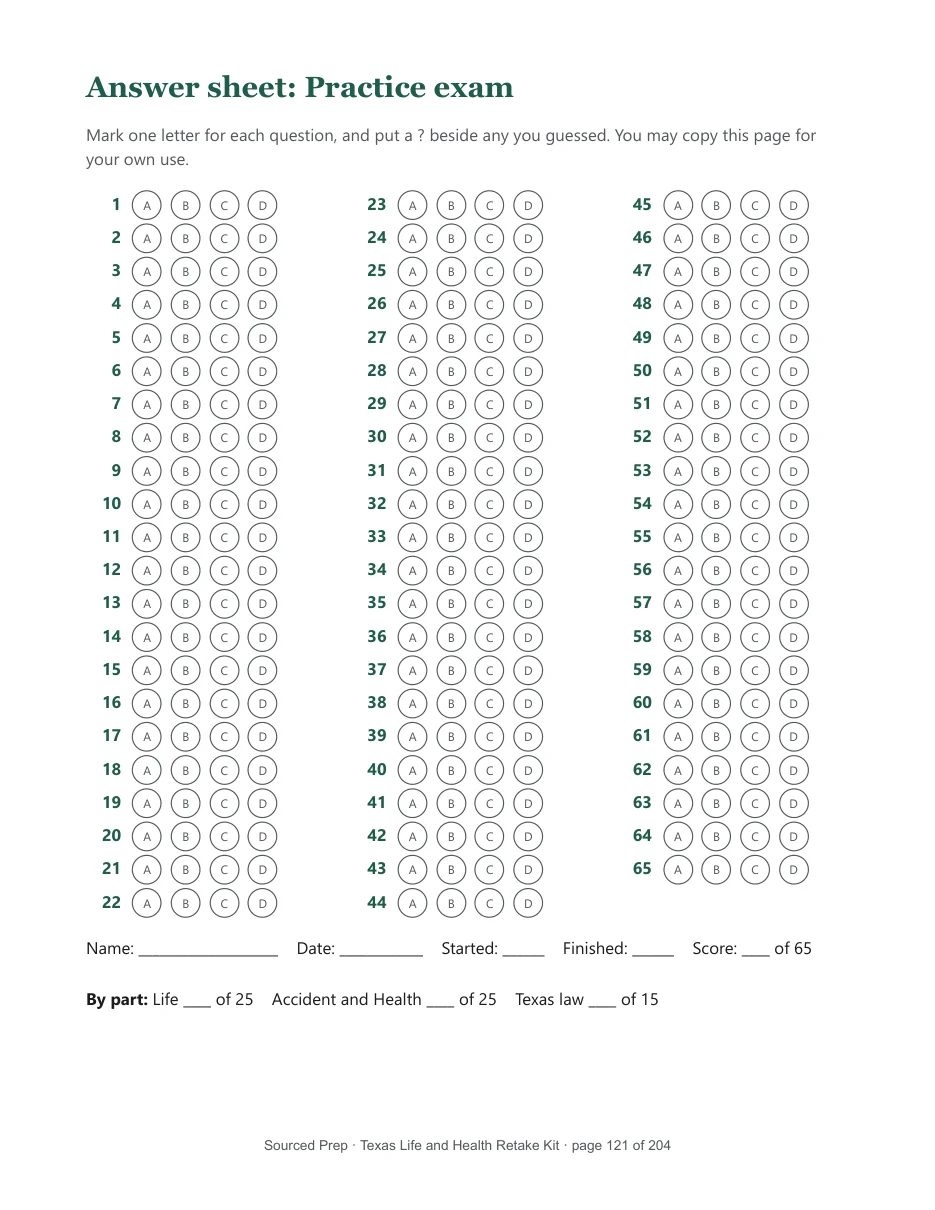 Answer sheet: Practice exam
Mark one letter for each question, and put a ? beside any you guessed. You may copy this page for
your own use.
1 A B C D 23 A B C D 45 A B C D
2 A B C D 24 A B C D 46 A B C D
3 A B C D 25 A B C D 47 A B C D
4 A B C D 26 A B C D 48 A B C D
5 A B C D 27 A B C D 49 A B C D
6 A B C D 28 A B C D 50 A B C D
7 A B C D 29 A B C D 51 A B C D
8 A B C D 30 A B C D 52 A B C D
9 A B C D 31 A B C D 53 A B C D
10 A B C D 32 A B C D 54 A B C D
11 A B C D 33 A B C D 55 A B C D
12 A B C D 34 A B C D 56 A B C D
13 A B C D 35 A B C D 57 A B C D
14 A B C D 36 A B C D 58 A B C D
15 A B C D 37 A B C D 59 A B C D
16 A B C D 38 A B C D 60 A B C D
17 A B C D 39 A B C D 61 A B C D
18 A B C D 40 A B C D 62 A B C D
19 A B C D 41 A B C D 63 A B C D
20 A B C D 42 A B C D 64 A B C D
21 A B C D 43 A B C D 65 A B C D
22 A B C D 44 A B C D
Name: ____________________ Date: ____________ Started: ______ Finished: ______ Score: ____ of 65
By part: Life ____ of 25 Accident and Health ____ of 25 Texas law ____ of 15
Sourced Prep · Texas Life and Health Retake Kit · page 121 of 204